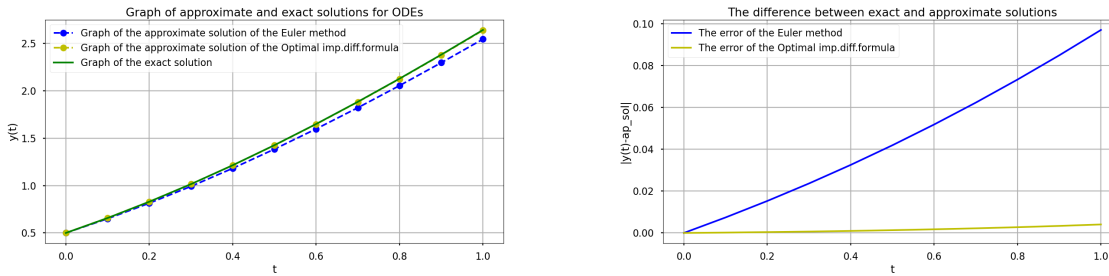 Graph of approximate and exact solutions for ODEs
Graph of the approximate solution of the Euler method
Graph of the approximate solution of the Optimal imp.diff.formula
Graph of the exact solution
2.5
2.0
1.5
1.0
0.5
y(t)
0.0 0.2 0.4 0.6 0.8 1.0
t
The difference between exact and approximate solutions
The error of the Euler method
The error of the Optimal imp.diff.formula
0.10
0.08
0.06
0.04
0.02
0.00
|y(t)-ap_sol|
0.0 0.2 0.4 0.6 0.8 1.0
t